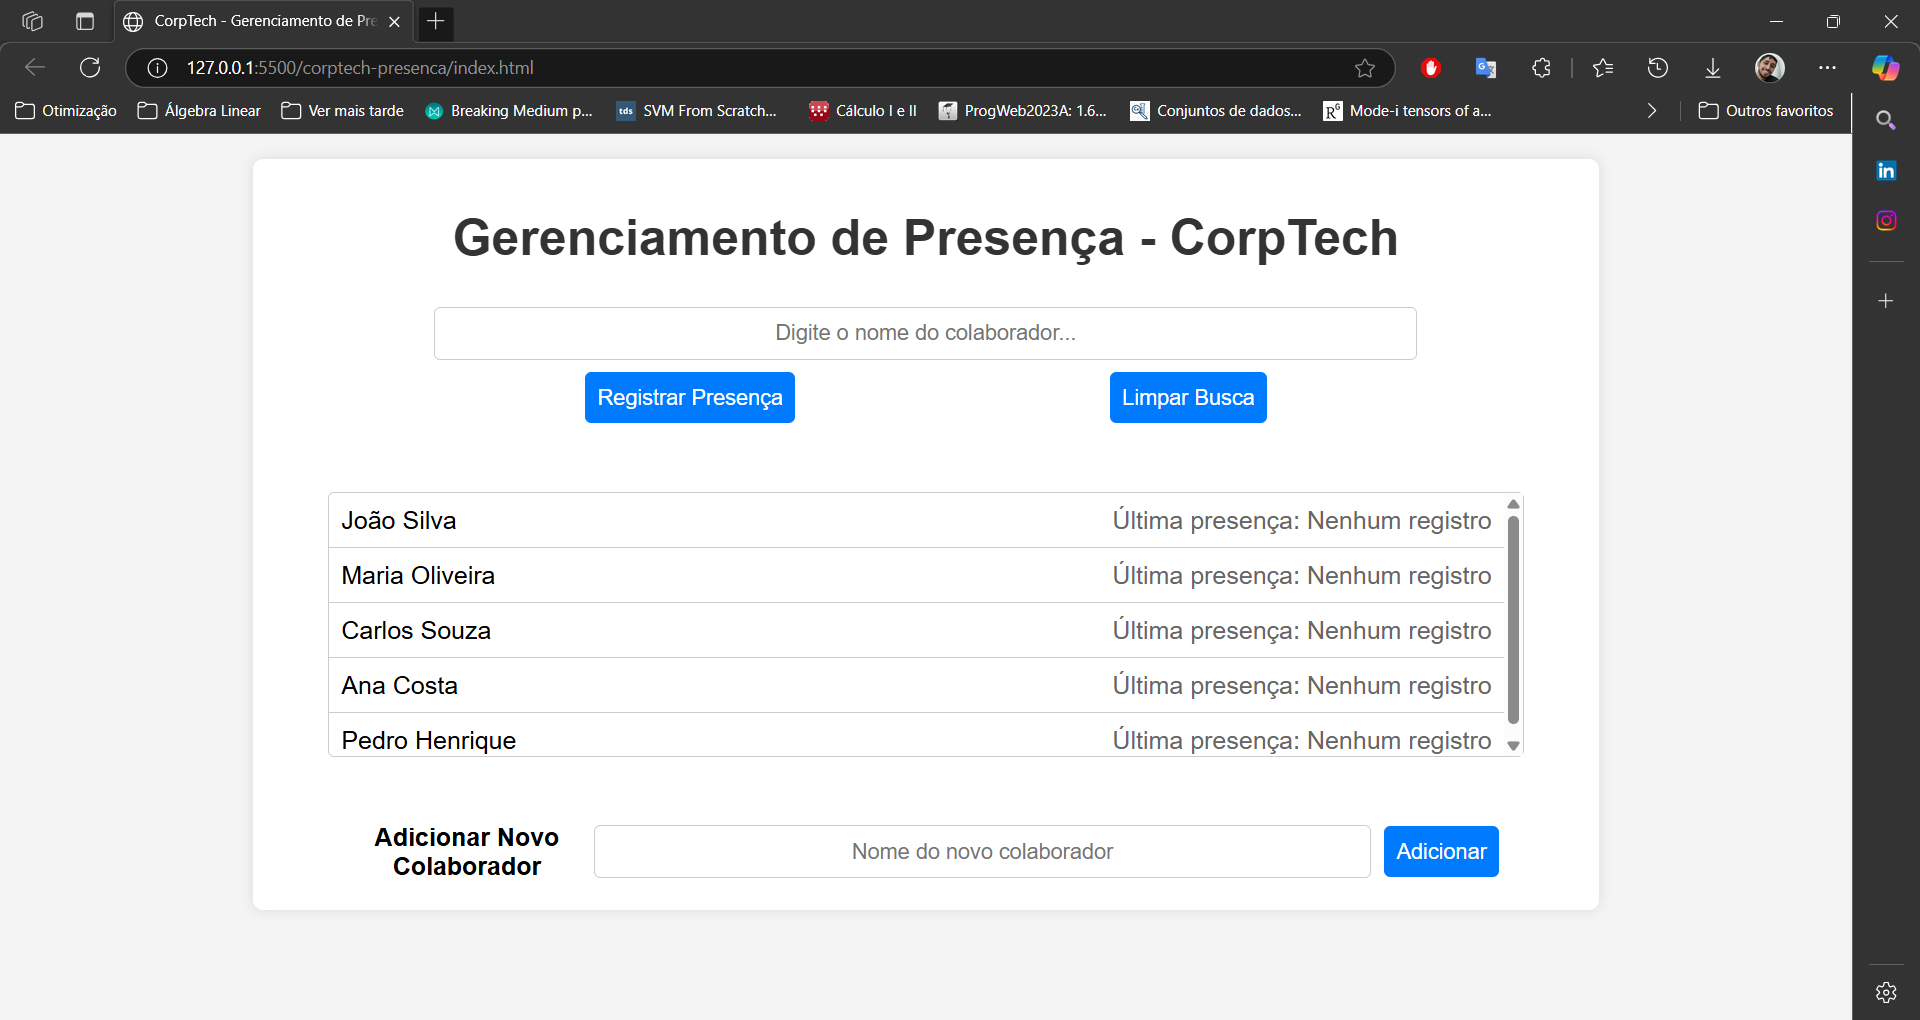 CorpTech - Gerenciamento de Pre
127.0.0.1:5500/corptech-presenca/index.html
Otimização
Álgebra Linear
Ver mais tarde
Breaking Medium p...
tds
SVM From Scratch...
Cálculo I e II
ProgWeb2023A: 1.6...
Conjuntos de dados...
Mode-i tensors of a...
Outros favoritos
Gerenciamento de Presença - CorpTech
Digite o nome do colaborador...
Registrar Presença
Limpar Busca
João Silva Última presença: Nenhum registro
Maria Oliveira Última presença: Nenhum registro
Carlos Souza Última presença: Nenhum registro
Ana Costa Última presença: Nenhum registro
Pedro Henrique Última presença: Nenhum registro
Adicionar Novo
Colaborador
Nome do novo colaborador
Adicionar